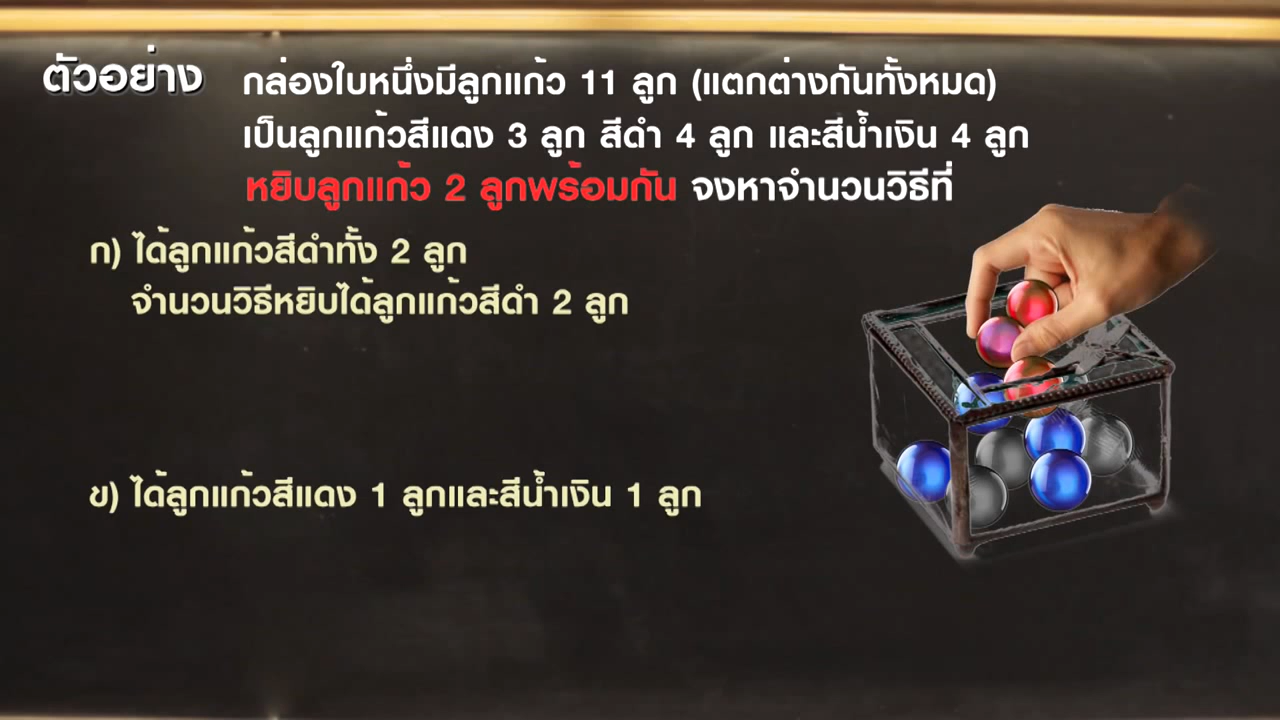 ตัวอย่าง กล่องใบหนึ่งมีลูกแก้ว 11 ลูก (แตกต่างกันทั้งหมด)
เป็นลูกแก้วสีแดง 3 ลูก สีดำ 4 ลูก และสีน้ำเงิน 4 ลูก
หยิบลูกแก้ว 2 ลูกพร้อมกัน จงหาจำนวนวิธีที่
ก) ได้ลูกแก้วสีดำทั้ง 2 ลูก
จำนวนวิธีหยิบได้ลูกแก้วสีดำ 2 ลูก
ข) ได้ลูกแก้วสีแดง 1 ลูกและสีน้ำเงิน 1 ลูก